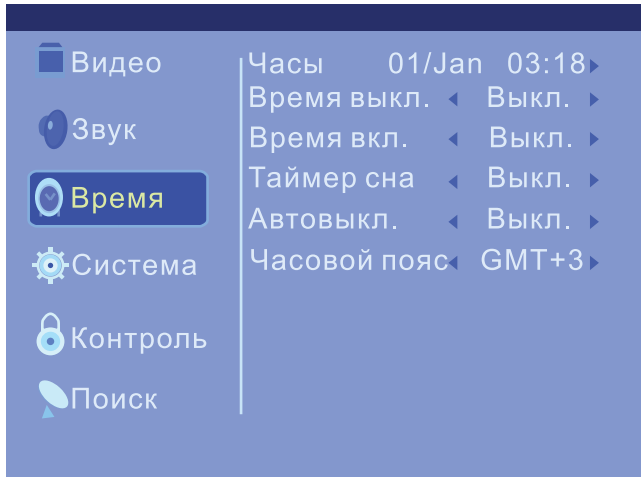 Видео
Звук
Время
Система
Контроль
Поиск
Часы 01/Jan 03:18
Время выкл. Выкл.
Время вкл. Выкл.
Таймер сна Выкл.
Автовыкл. Выкл.
Часовой пояс GMT+3